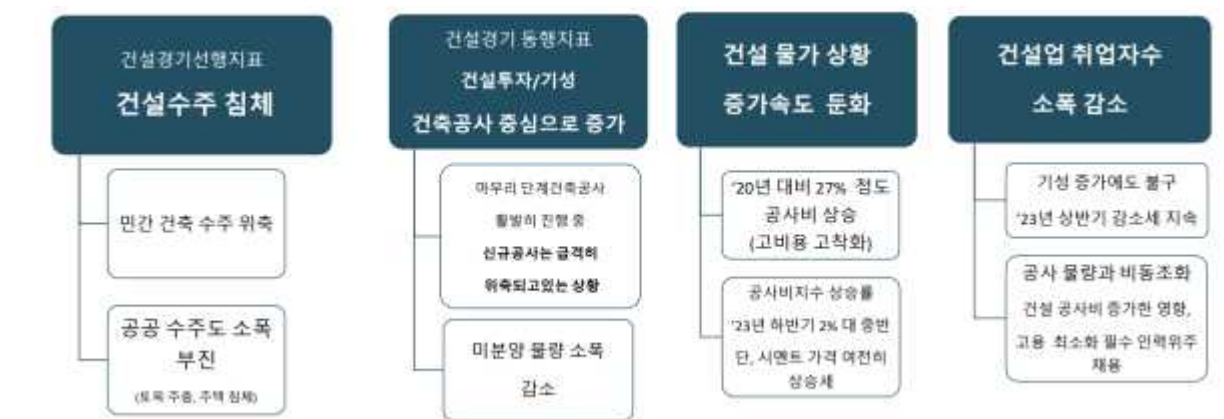 건설경기선행지표
건설수주 침체
민간 건축 수주 위축
공공 수주도 소폭
부진
(토목 주춤, 주택 침체)
건설경기 동행지표
건설투자/기성
건축공사 중심으로 증가
마무리 단계건축공사
활발히 진행 중
신규공사는 급격히
위축되고있는 상황
미분양 물량 소폭
감소
건설 물가 상황
증가속도 둔화
'20년 대비 27% 정도
공사비 상승
(고비용 고착화)
공사비지수 상승률
'23년 하반기 2% 대 중반
단, 시멘트 가격 여전히
상승세
건설업 취업자수
소폭 감소
기성 증가에도 불구
'23년 상반기 감소세 지속
공사 물량과 비동조화
건설 공사비 증가한 영향,
고용 최소화 필수 인력위주
채용